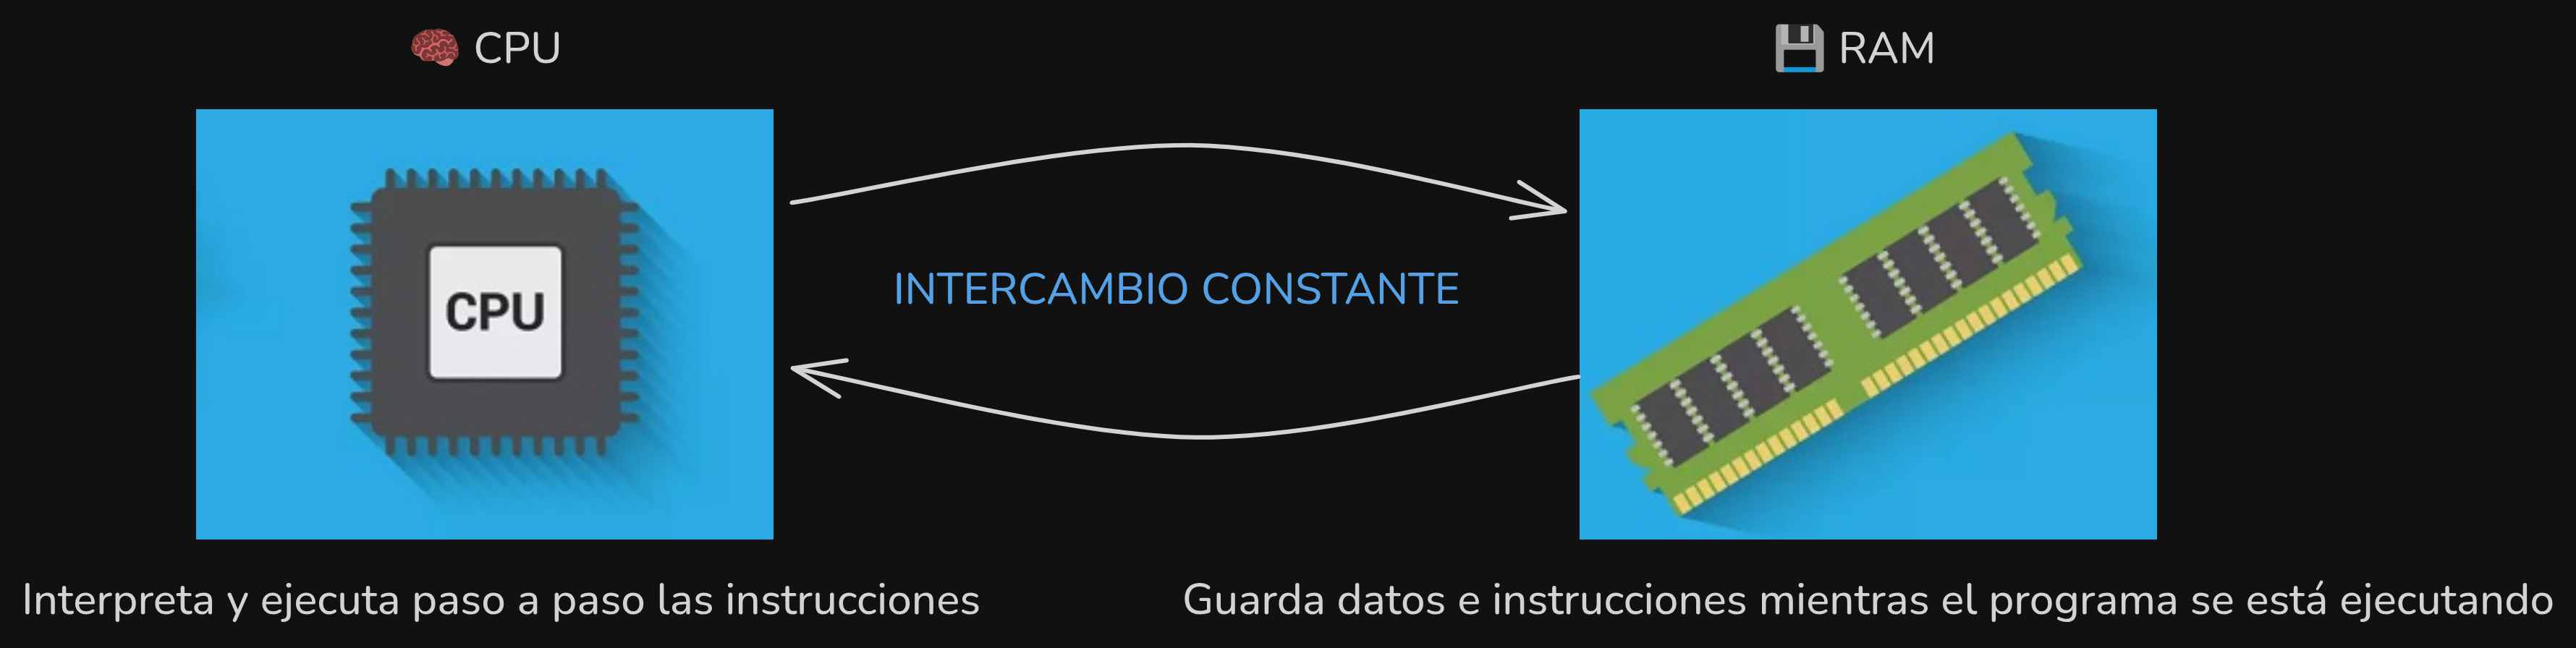 🧠 CPU
💾 RAM
CPU
INTERCAMBIO CONSTANTE
Interpreta y ejecuta paso a paso las instrucciones
Guarda datos e instrucciones mientras el programa se está ejecutando